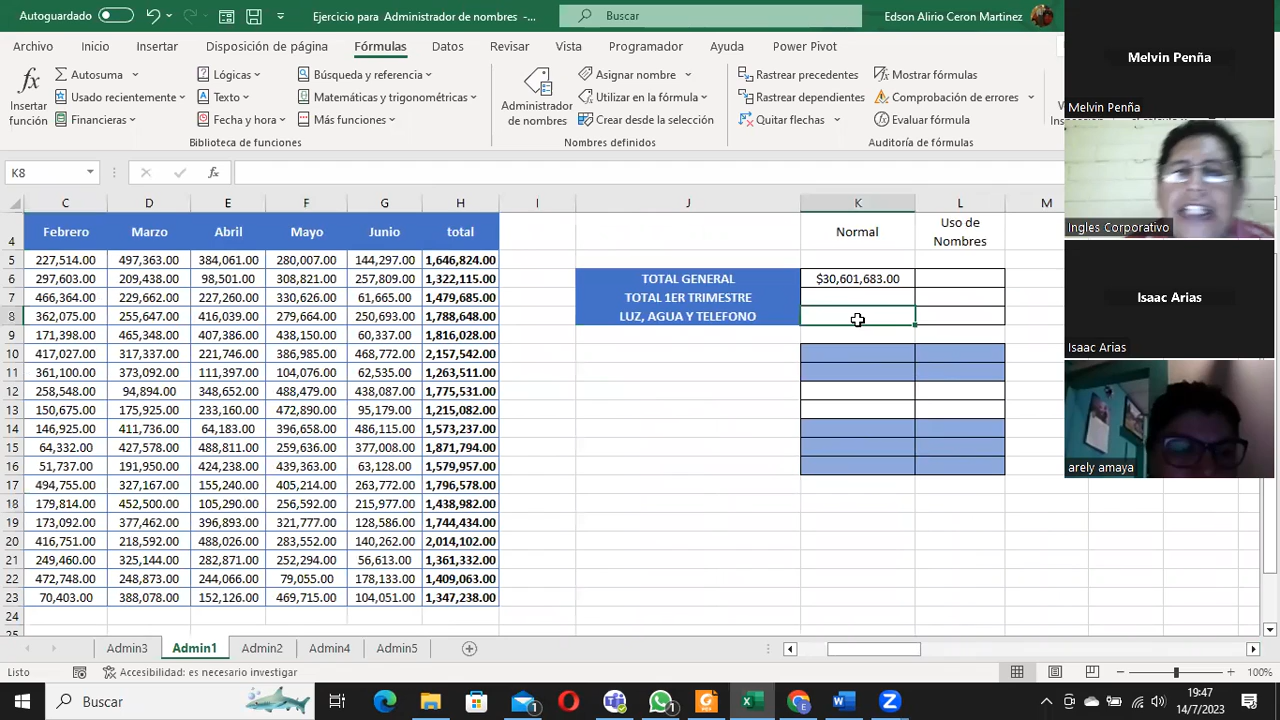 Autoguardado
Ejercicio para Administrador de nombres -...
Buscar
Edson Alirio Ceron Martinez
Archivo Inicio Insertar Disposición de página Fórmulas Datos Revisar Vista Programador Ayuda Power Pivot
Insertar función
Autosuma
Usado recientemente
Financieras
Lógicas
Texto
Fecha y hora
Búsqueda y referencia
Matemáticas y trigonométricas
Más funciones
Biblioteca de funciones
Administrador de nombres
Asignar nombre
Utilizar en la fórmula
Crear desde la selección
Nombres definidos
Rastrear precedentes
Rastrear dependientes
Quitar flechas
Mostrar fórmulas
Comprobación de errores
Evaluar fórmula
Auditoría de fórmulas
K8
fx
C D E F G H I J K L M
4 Febrero Marzo Abril Mayo Junio total Normal Uso de Nombres
5 227,514.00 497,363.00 384,061.00 280,007.00 144,297.00 1,646,824.00
6 297,603.00 209,438.00 98,501.00 308,821.00 257,809.00 1,322,115.00 TOTAL GENERAL $30,601,683.00
7 466,364.00 229,662.00 227,260.00 330,626.00 61,665.00 1,479,685.00 TOTAL 1ER TRIMESTRE
8 362,075.00 255,647.00 416,039.00 279,664.00 250,693.00 1,788,648.00 LUZ, AGUA Y TELEFONO
9 171,398.00 465,348.00 407,386.00 438,150.00 60,337.00 1,816,028.00
10 417,027.00 317,337.00 221,746.00 386,985.00 468,772.00 2,157,542.00
11 361,100.00 373,092.00 111,397.00 104,076.00 62,535.00 1,263,511.00
12 258,548.00 94,894.00 348,652.00 488,479.00 438,087.00 1,775,531.00
13 150,675.00 175,925.00 233,160.00 472,890.00 95,179.00 1,215,082.00
14 146,925.00 411,736.00 64,183.00 396,658.00 486,115.00 1,573,237.00
15 64,332.00 427,578.00 488,811.00 259,636.00 377,008.00 1,871,794.00
16 51,737.00 191,950.00 424,238.00 439,363.00 63,128.00 1,579,957.00
17 494,755.00 327,167.00 155,240.00 405,214.00 263,772.00 1,796,578.00
18 179,814.00 452,500.00 105,290.00 256,592.00 215,977.00 1,438,982.00
19 173,092.00 377,462.00 396,893.00 321,777.00 128,586.00 1,744,434.00
20 416,751.00 218,592.00 488,026.00 283,552.00 140,262.00 2,014,102.00
21 249,460.00 325,144.00 282,871.00 252,294.00 56,613.00 1,361,332.00
22 472,748.00 248,873.00 244,066.00 79,055.00 178,133.00 1,409,063.00
23 70,403.00 388,078.00 152,126.00 469,715.00 104,051.00 1,347,238.00
24
25
Melvin Penña
Melvin Penña
Ingles Corporativo
Isaac Arias
Isaac Arias
arely amaya
Admin3 Admin1 Admin2 Admin4 Admin5
Listo
Accesibilidad: es necesario investigar
100%
Buscar
19:47
14/7/2023